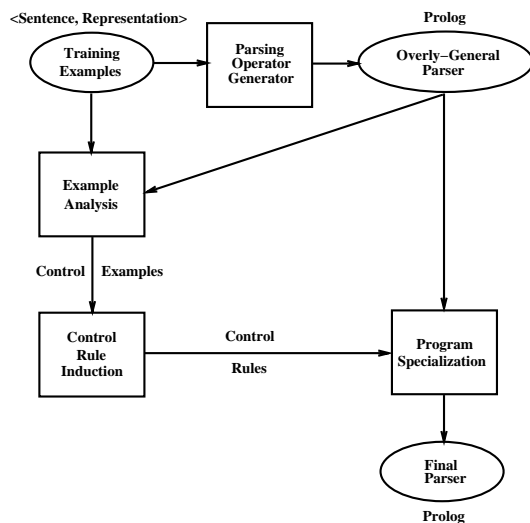 <Sentence, Representation>
Prolog
Training
Examples
Parsing
Operator
Generator
Overly–General
Parser
Example
Analysis
Control Examples
Control
Rule
Induction
Control
Rules
Program
Specialization
Final
Parser
Prolog